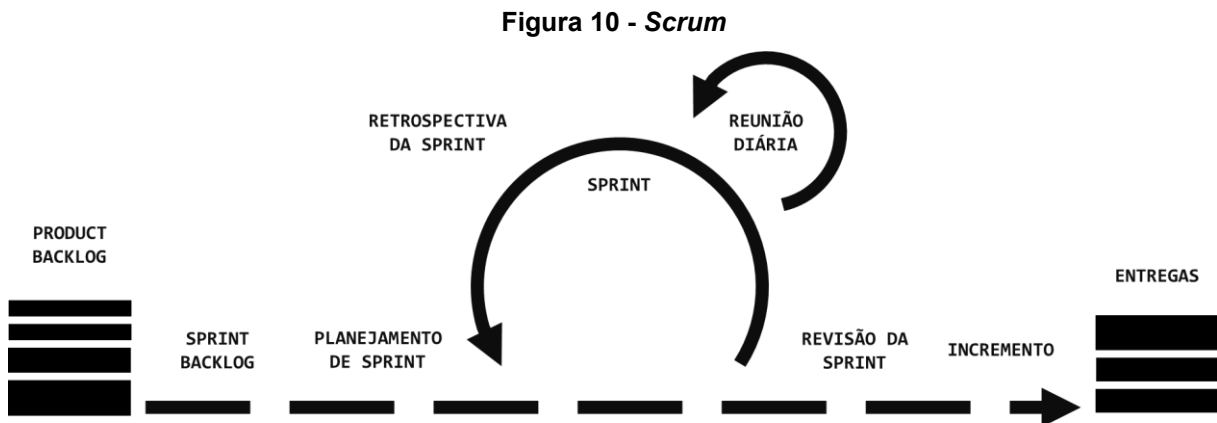 Figura 10 - Scrum
RETROSPECTIVA
DA SPRINT
REUNIÃO
DIÁRIA
SPRINT
PRODUCT
BACKLOG
ENTREGAS
SPRINT
BACKLOG
PLANEJAMENTO
DE SPRINT
REVISÃO DA
SPRINT
INCREMENTO